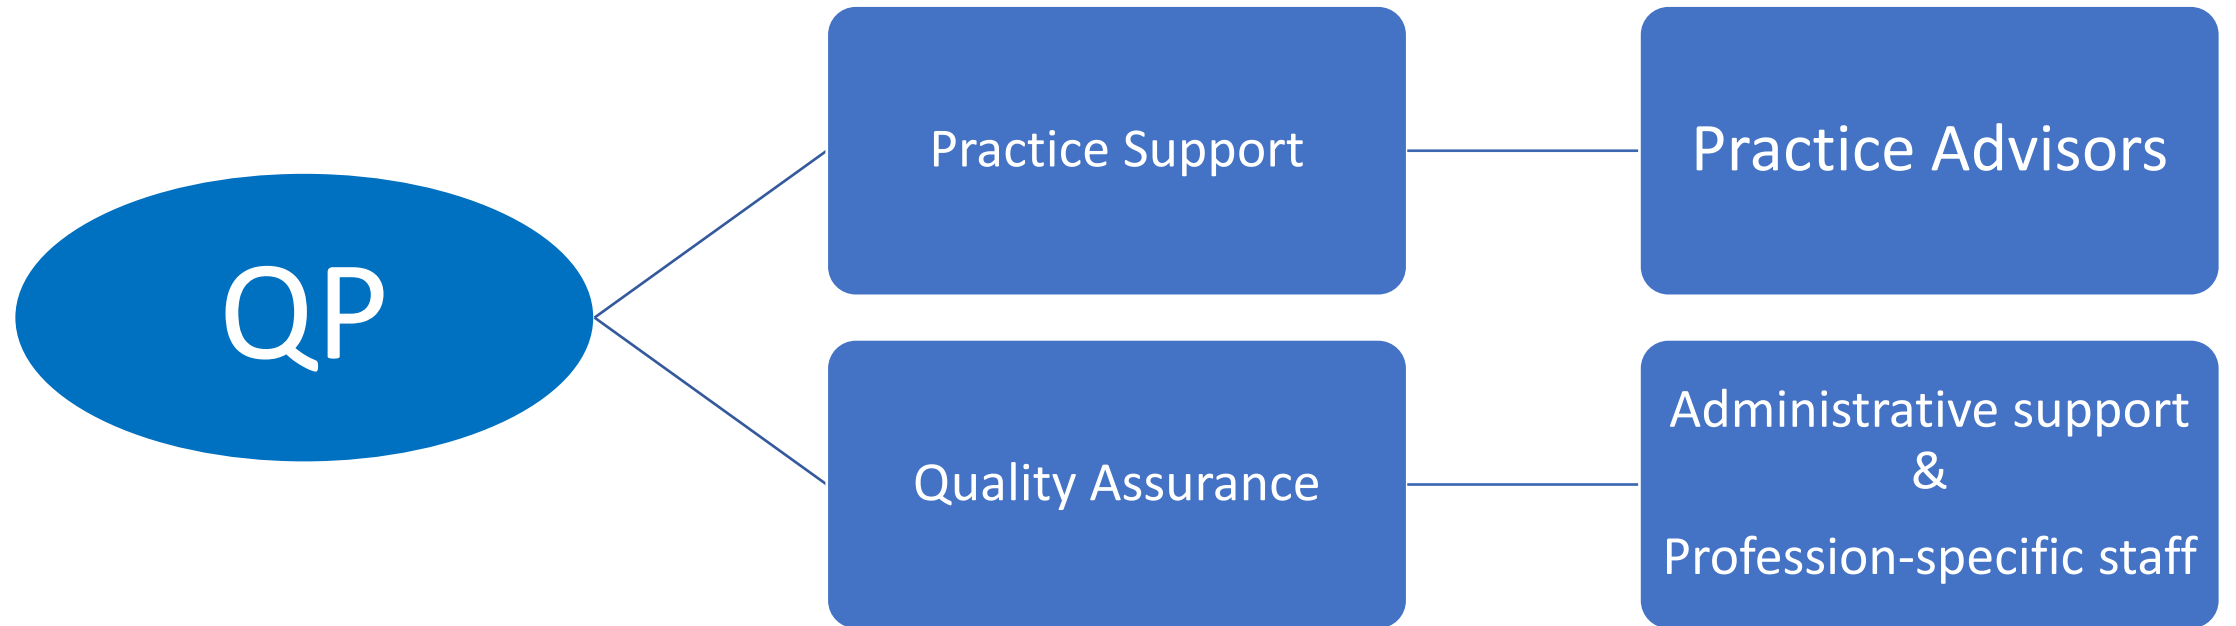 QP
Practice Support
Practice Advisors
Quality Assurance
Administrative support
&
Profession-specific staff